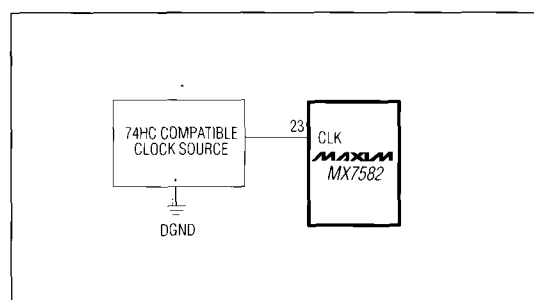 74HC COMPATIBLE
CLOCK SOURCE
23
CLK
MAXIM
MX7582
DGND